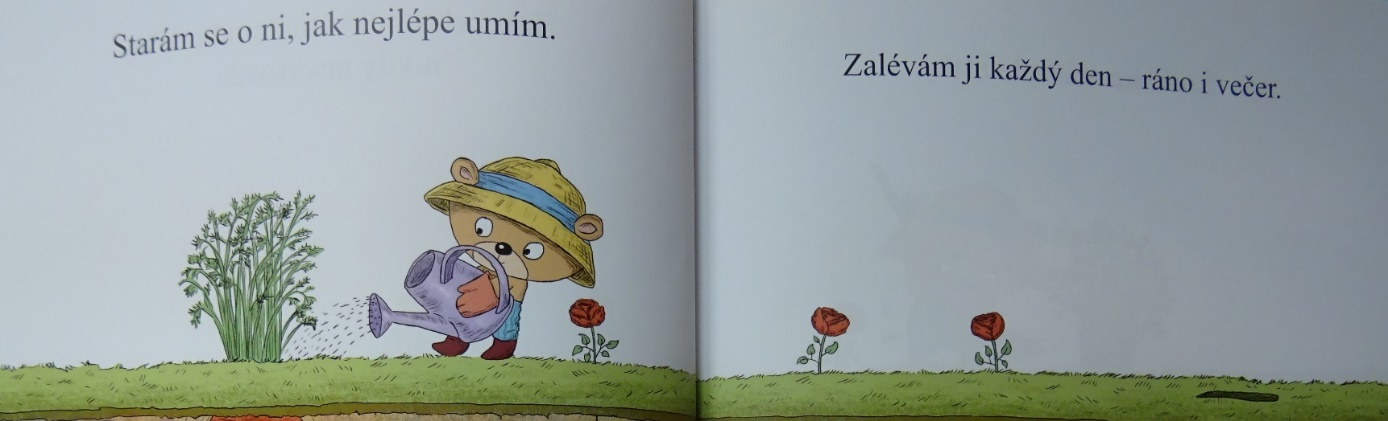 Starám se o ni, jak nejlépe umím.
Zalévám ji každý den – ráno i večer.